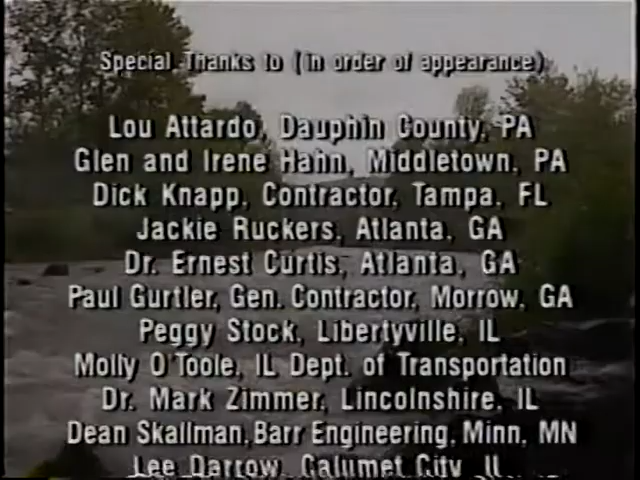 Special Thanks to (in order of appearance)
Lou Attardo, Dauphin County, PA
Glen and Irene Hahn, Middletown, PA
Dick Knapp, Contractor, Tampa, FL
Jackie Ruckers, Atlanta, GA
Dr. Ernest Curtis, Atlanta, GA
Paul Gurtler, Gen. Contractor, Morrow, GA
Peggy Stock, Libertyville, IL
Molly O'Toole, IL Dept. of Transportation
Dr. Mark Zimmer, Lincolnshire, IL
Dean Skallman, Barr Engineering, Minn, MN
Lee Darrow, Calumet City, IL